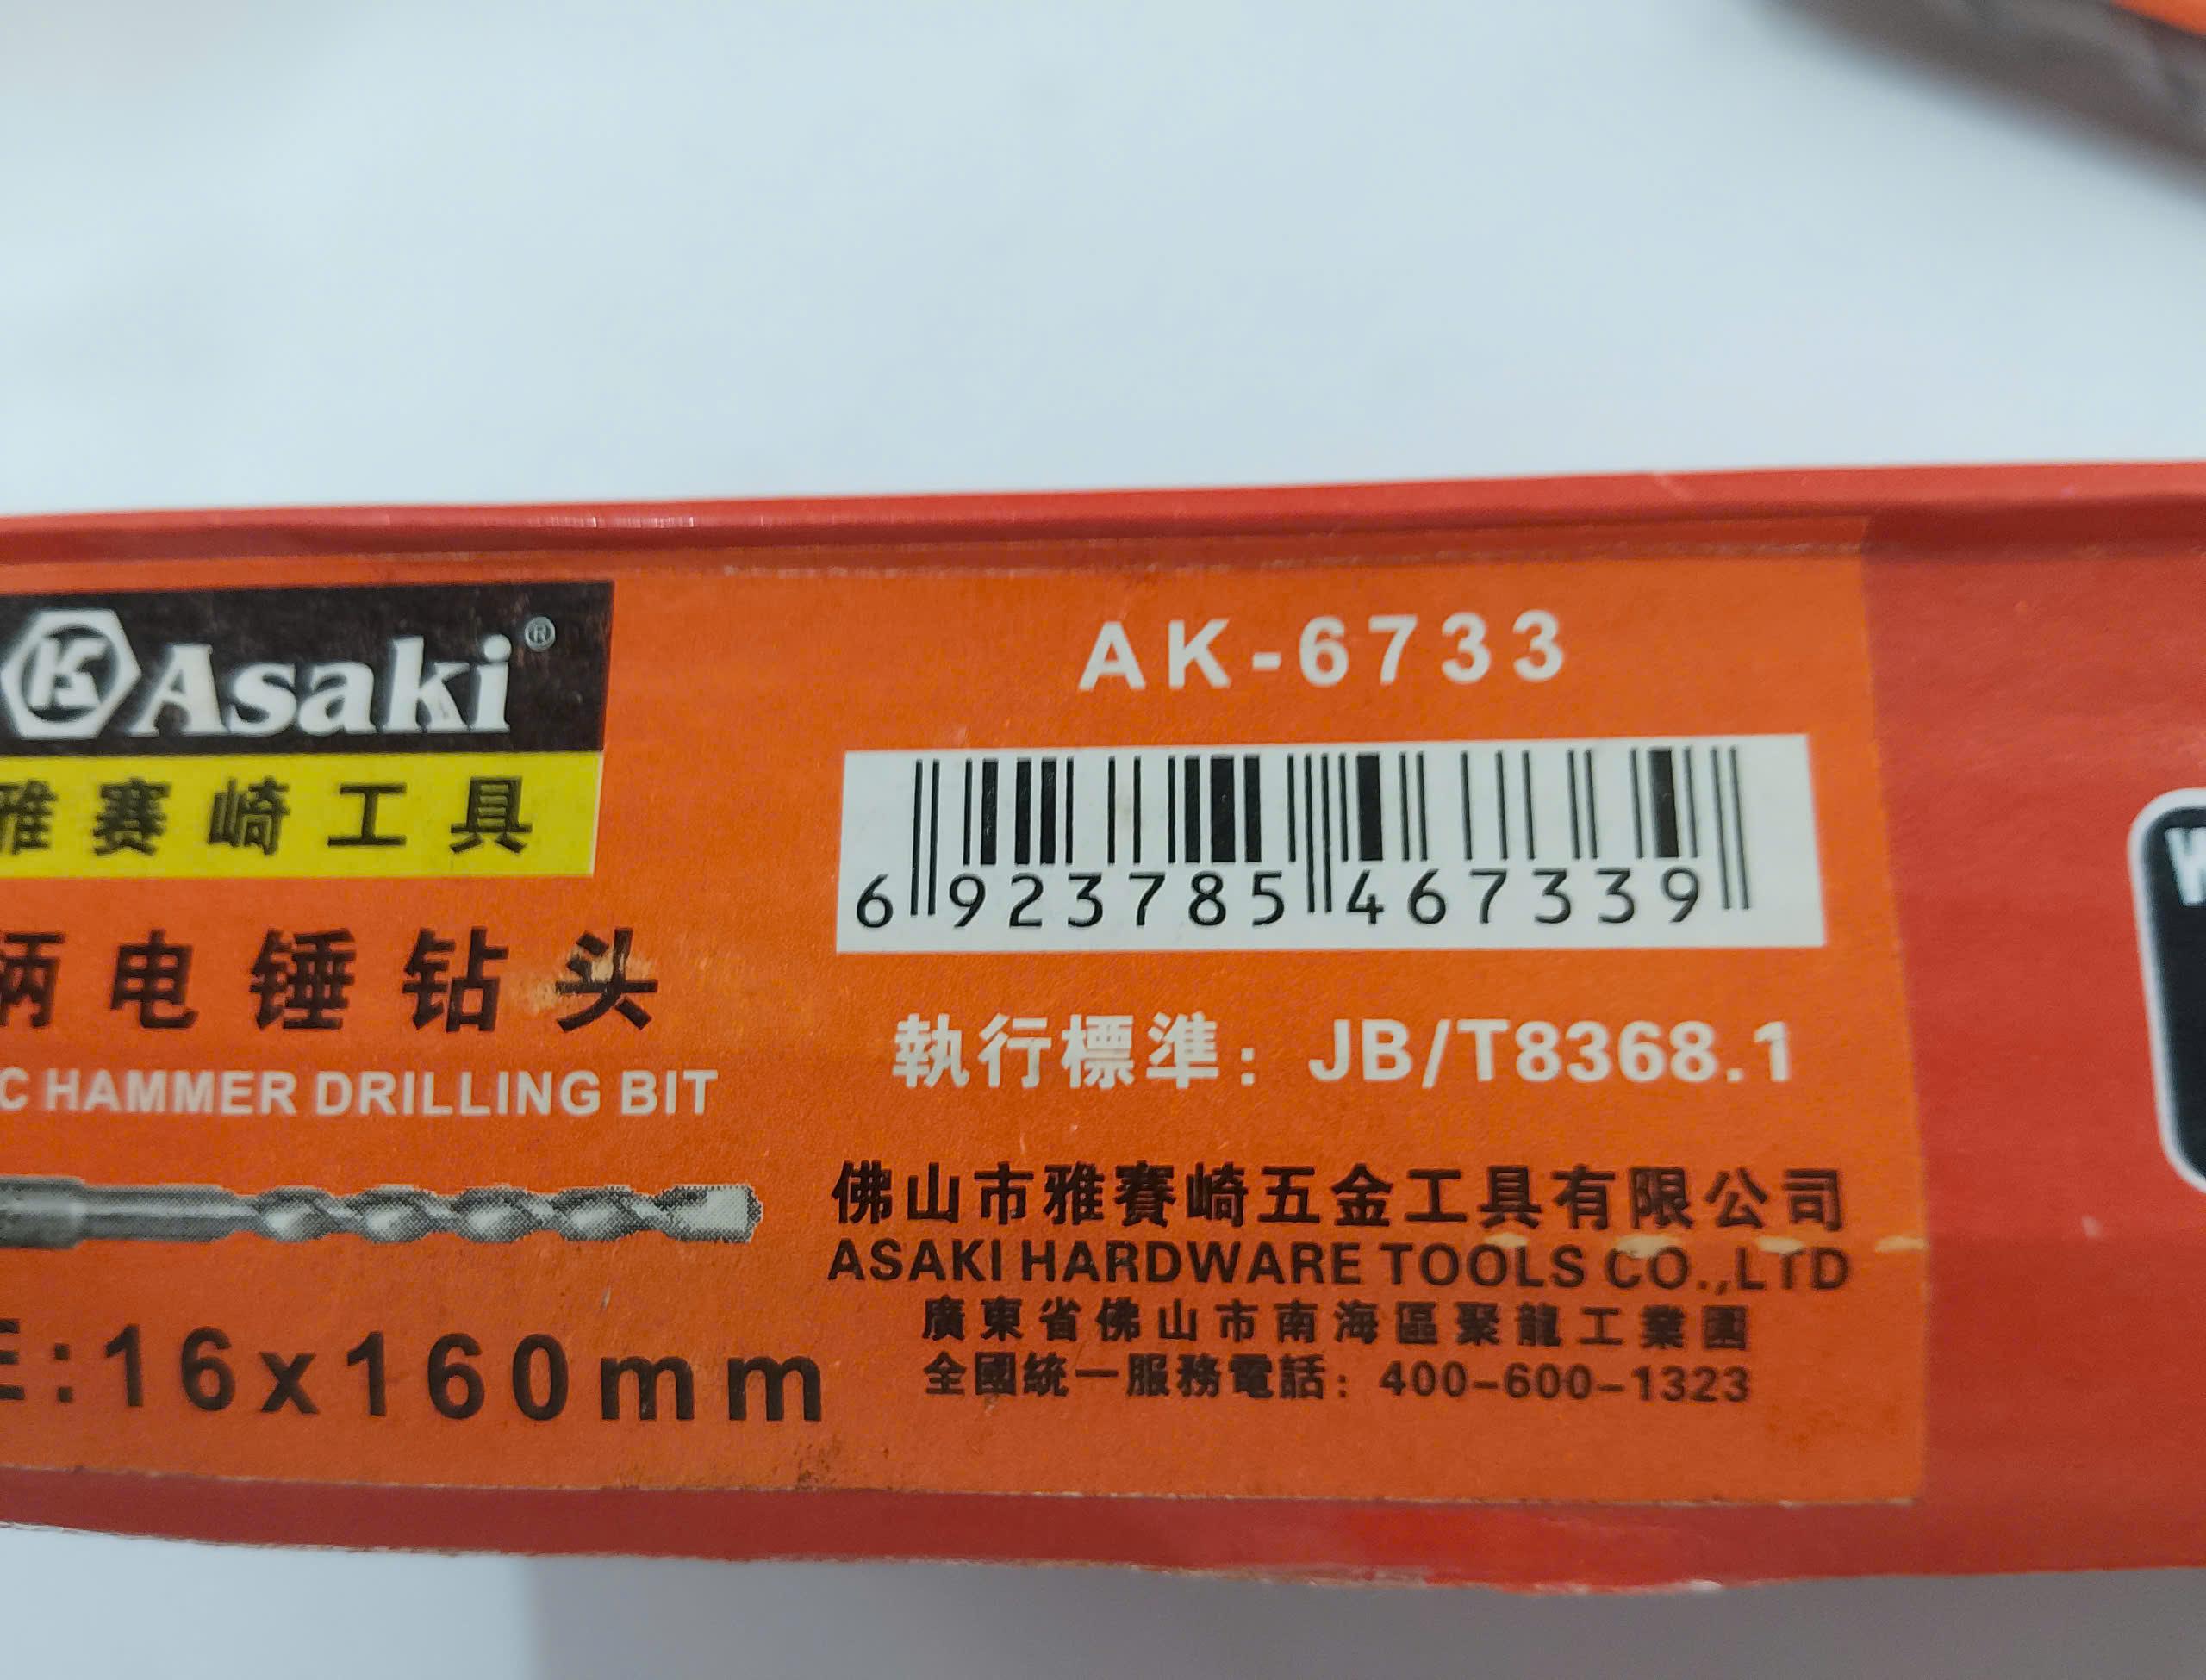 Asaki®
雅赛崎工具
柄电锤钻头
C HAMMER DRILLING BIT
E:16x160mm
AK-6733
6 923785 467339
執行標準：JB/T8368.1
佛山市雅賽崎五金工具有限公司
ASAKI HARDWARE TOOLS CO.,LTD
廣東省佛山市南海區聚龍工業園
全國統一服務電話：400-600-1323